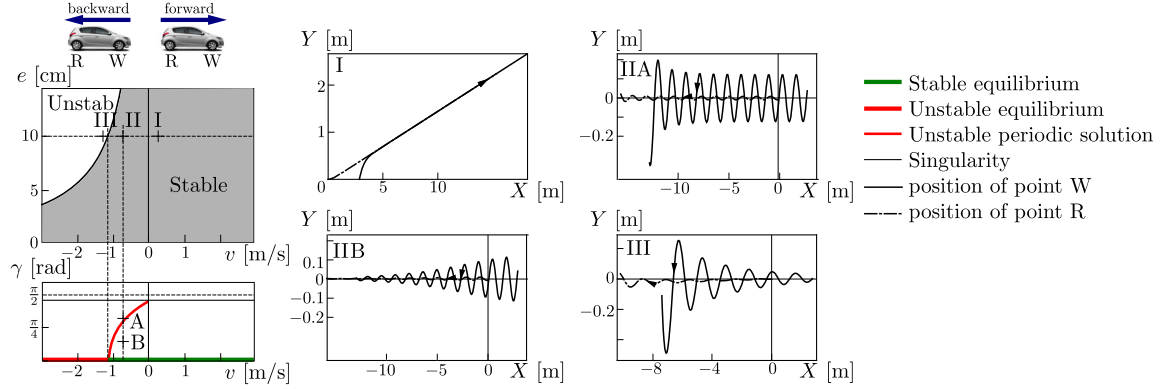 backward forward
R W R W
e [cm]
Unstab
III II I
10
5
Stable
0
−2 −1 0 1 v [m/s]
γ [rad]
π/2
π/4
A
B
−2 −1 0 1 v [m/s]
Y [m]
I
2
1
0 5 10 X [m]
Y [m]
IIA
0
−0.2
−10 −5 0 X [m]
Y [m]
IIB
0.1
0
−0.1
−0.2
−10 −5 0 X [m]
Y [m]
III
0
−0.2
−8 −4 0 X [m]
Stable equilibrium
Unstable equilibrium
Unstable periodic solution
Singularity
position of point W
position of point R